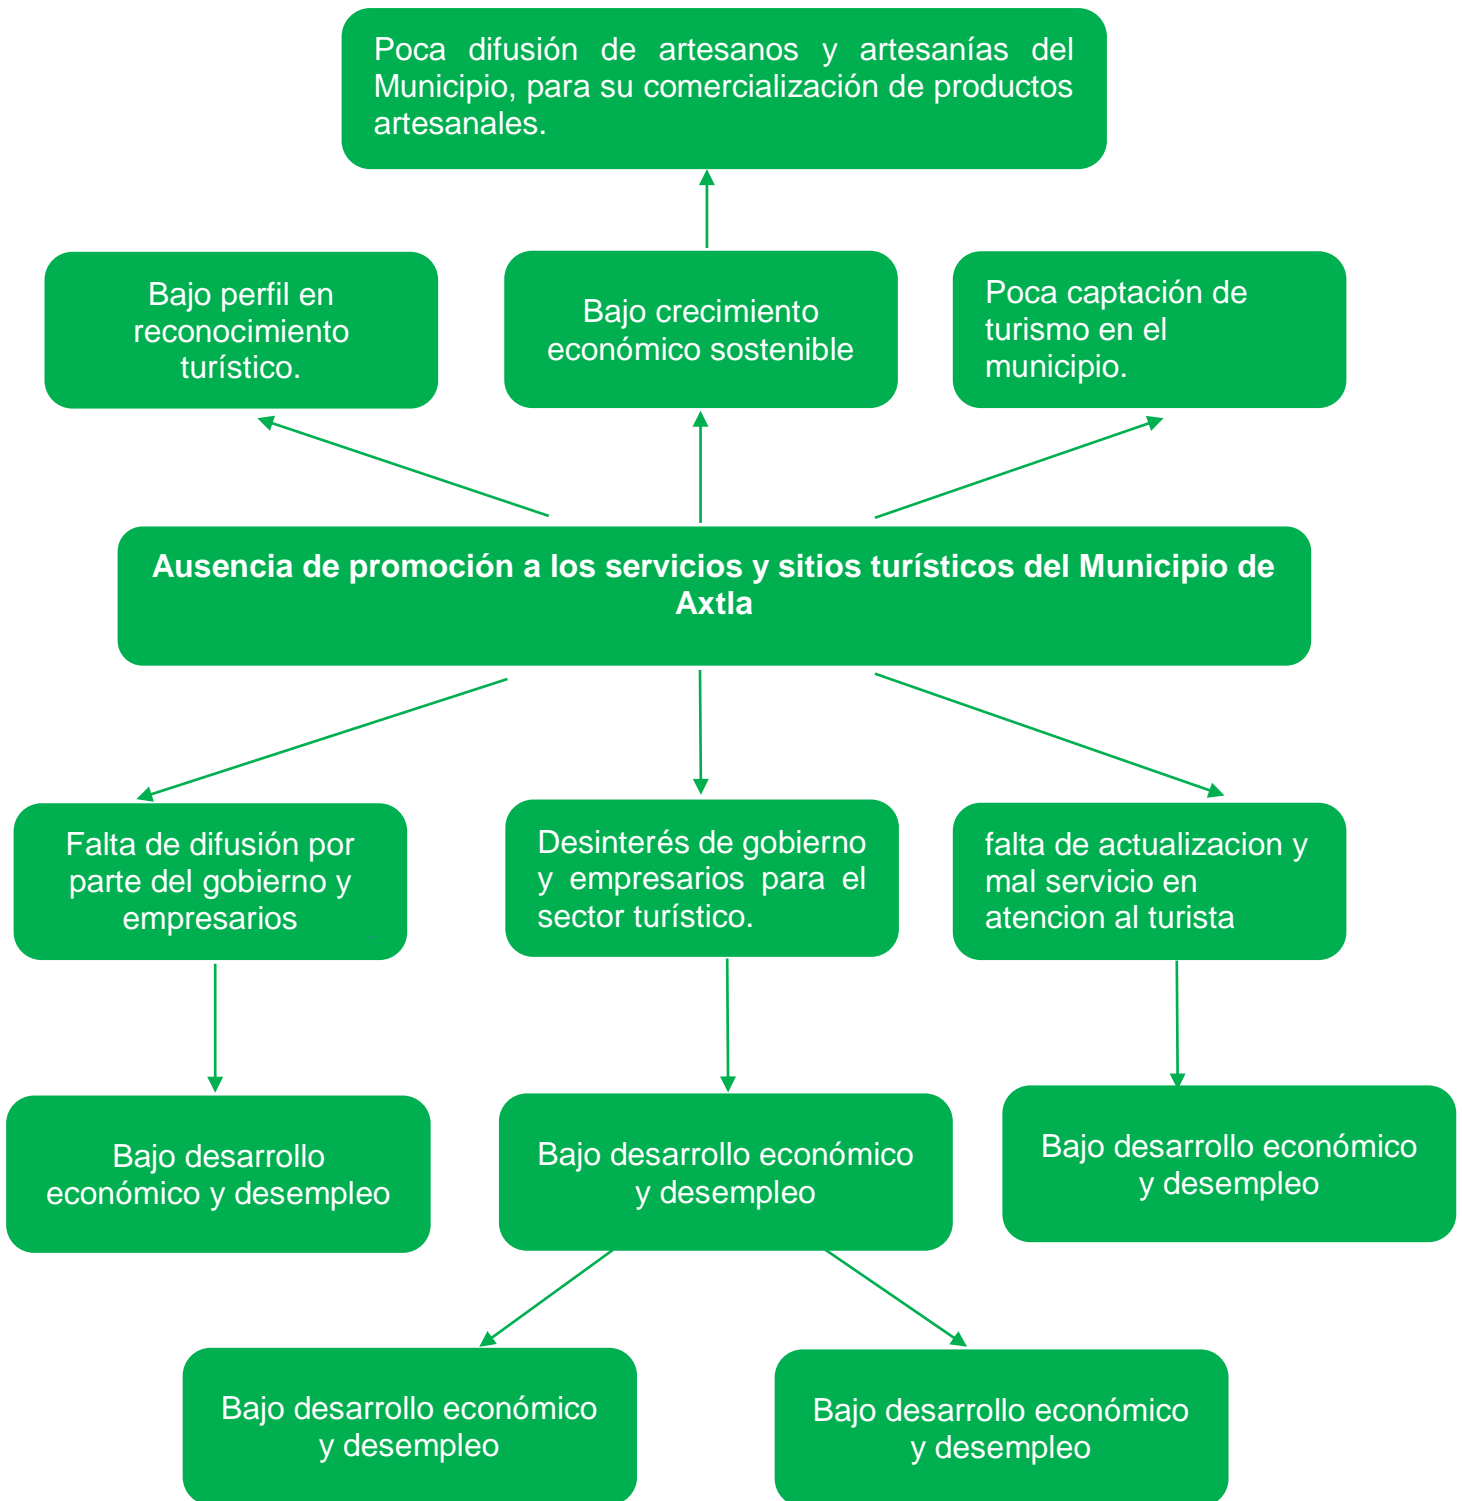 Poca difusión de artesanos y artesanías del
Municipio, para su comercialización de productos
artesanales.
Bajo perfil en
reconocimiento
turístico.
Bajo crecimiento
económico sostenible
Poca captación de
turismo en el
municipio.
Ausencia de promoción a los servicios y sitios turísticos del Municipio de
Axtla
Falta de difusión por
parte del gobierno y
empresarios
Desinterés de gobierno
y empresarios para el
sector turístico.
falta de actualizacion y
mal servicio en
atencion al turista
Bajo desarrollo
económico y desempleo
Bajo desarrollo económico
y desempleo
Bajo desarrollo económico
y desempleo
Bajo desarrollo económico
y desempleo
Bajo desarrollo económico
y desempleo